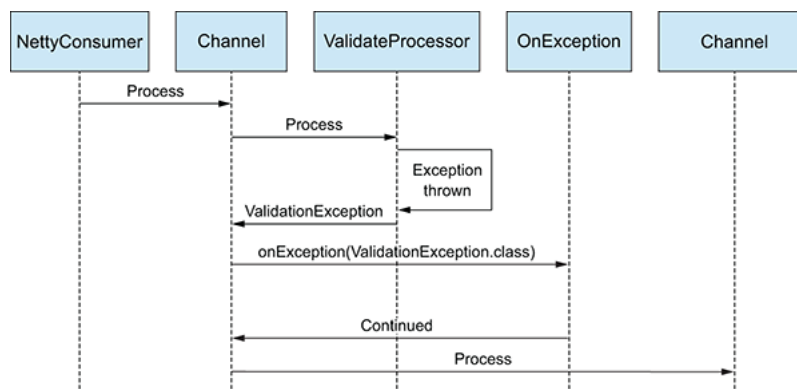 NettyConsumer
Channel
ValidateProcessor
OnException
Channel
Process
Process
Exception
thrown
ValidationException
onException(ValidationException.class)
Continued
Process